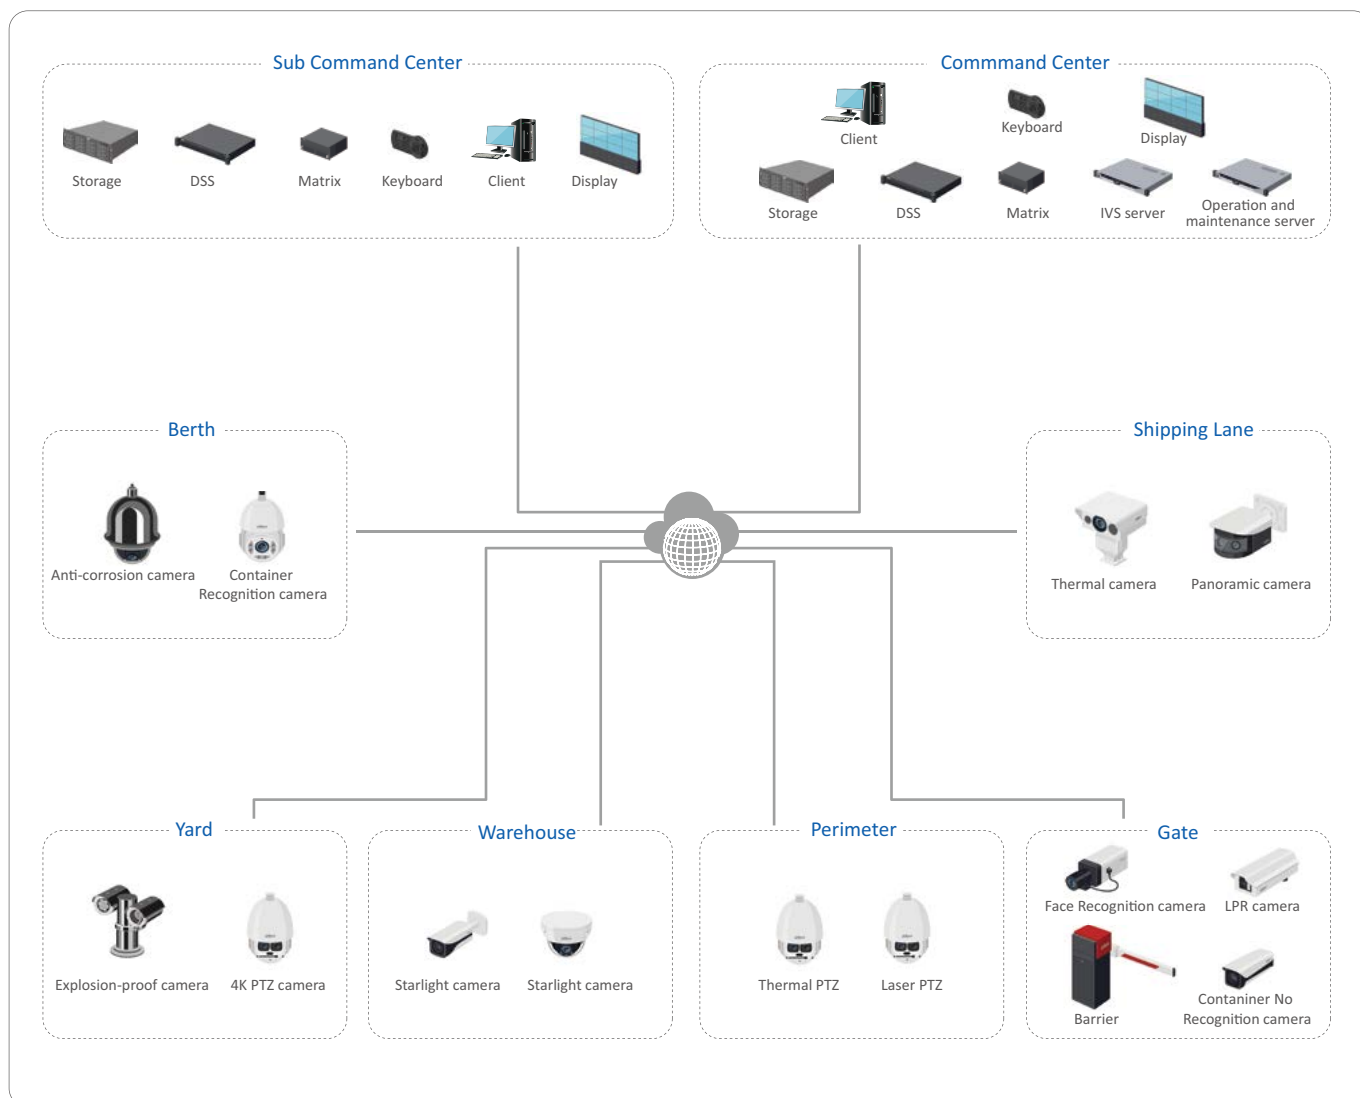 Sub Command Center
Storage
DSS
Matrix
Keyboard
Client
Display
Commmand Center
Client
Keyboard
Display
Storage
DSS
Matrix
IVS server
Operation and
maintenance server
Berth
Anti-corrosion camera
Container
Recognition camera
Shipping Lane
Thermal camera
Panoramic camera
Yard
Explosion-proof camera
4K PTZ camera
Warehouse
Starlight camera
Starlight camera
Perimeter
Thermal PTZ
Laser PTZ
Gate
Face Recognition camera
LPR camera
Barrier
Contaniner No
Recognition camera